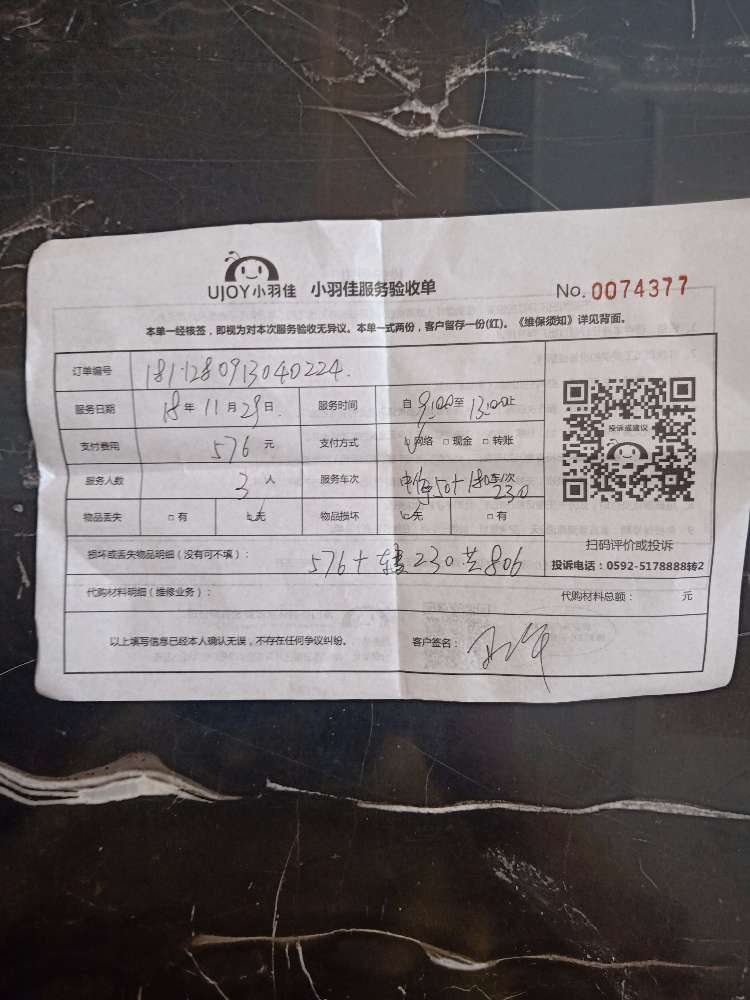 UJOY小羽佳 小羽佳服务验收单 No. 0074377
本单一经核签，即视为对本次服务验收无异议。本单一式两份，客户留存一份(红)。《维保须知》详见背面。
订单编号 181128091304 0224.
服务日期 18年11月29日. 服务时间 自9:00至13:00止
支付费用 576元 支付方式 网络 □现金 □转账
服务人数 3人 服务车次 50+180车/次
230
物品丢失 □有 □无 物品损坏 □无 □有
投诉或建议
扫码评价或投诉
投诉电话：0592-5178888转2
损坏或丢失物品明细（没有可不填）： 576+ 230 806
代购材料明细（维修业务）： 代购材料总额： 元
以上填写信息已经本人确认无误，不存在任何争议纠纷。 客户签名：